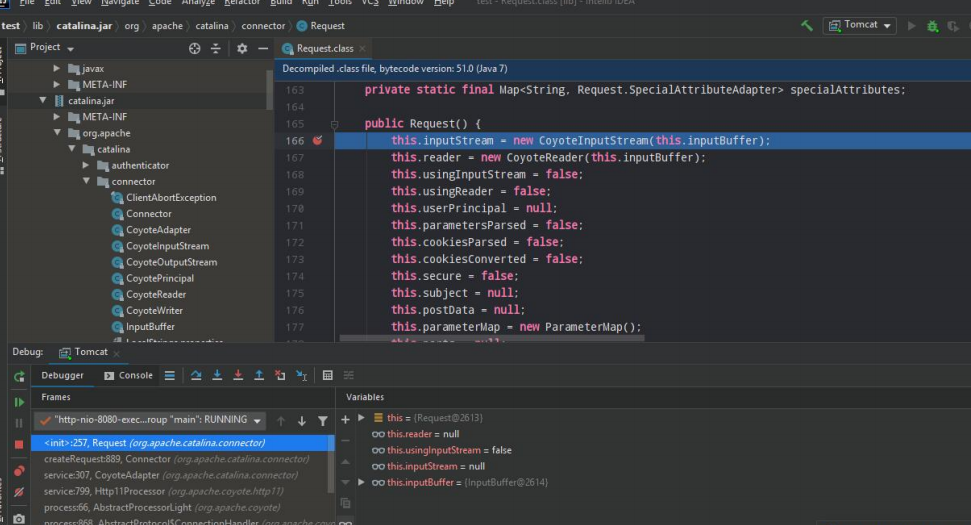 File Edit View Navigate Code Analyze Refactor Build Run Tools VCS Window Help test - Request.class [lib] - IntelliJ IDEA
test lib catalina.jar org apache catalina connector Request Tomcat
Project Request.class
javax
META-INF
catalina.jar
META-INF
org.apache
catalina
authenticator
connector
ClientAbortException
Connector
CoyoteAdapter
CoyoteInputStream
CoyoteOutputStream
CoyotePrincipal
CoyoteReader
CoyoteWriter
InputBuffer
LocalStrings.properties
Decompiled .class file, bytecode version: 51.0 (Java 7)
163 private static final Map<String, Request.SpecialAttributeAdapter> specialAttributes;
164
165 public Request() {
166 this.inputStream = new CoyoteInputStream(this.inputBuffer);
167 this.reader = new CoyoteReader(this.inputBuffer);
168 this.usingInputStream = false;
169 this.usingReader = false;
170 this.userPrincipal = null;
171 this.parametersParsed = false;
172 this.cookiesParsed = false;
173 this.cookiesConverted = false;
174 this.secure = false;
175 this.subject = null;
176 this.postData = null;
177 this.parameterMap = new ParameterMap();
Debug: Tomcat
Debugger Console
Frames
"http-nio-8080-exec...roup "main": RUNNING
<init>:257, Request (org.apache.catalina.connector)
createRequest:889, Connector (org.apache.catalina.connector)
service:307, CoyoteAdapter (org.apache.catalina.connector)
service:799, Http11Processor (org.apache.coyote.http11)
process:66, AbstractProcessorLight (org.apache.coyote)
process:868, AbstractProtocol$ConnectionHandler (org.apache.coyot
Variables
this = {Request@2613}
this.reader = null
this.usingInputStream = false
this.inputStream = null
this.inputBuffer = {InputBuffer@2614}